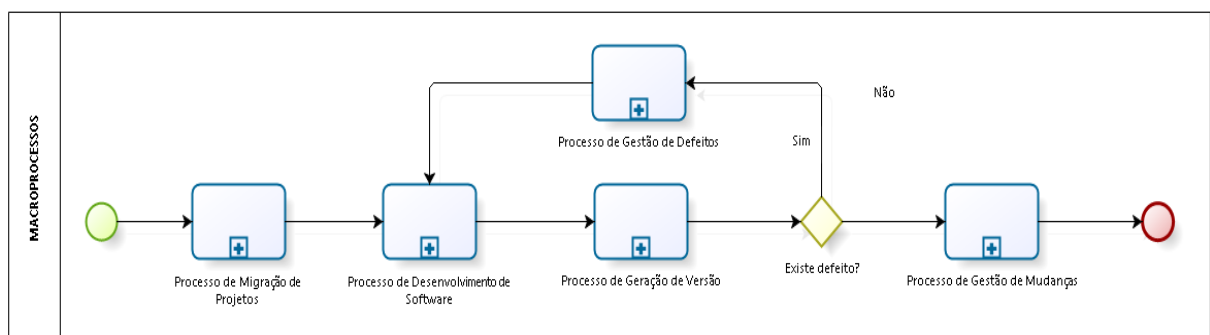 MACROPROCESSOS
Não
Processo de Gestão de Defeitos
Sim
Processo de Migração de
Projetos
Processo de Desenvolvimento de
Software
Processo de Geração de Versão
Existe defeito?
Processo de Gestão de Mudanças